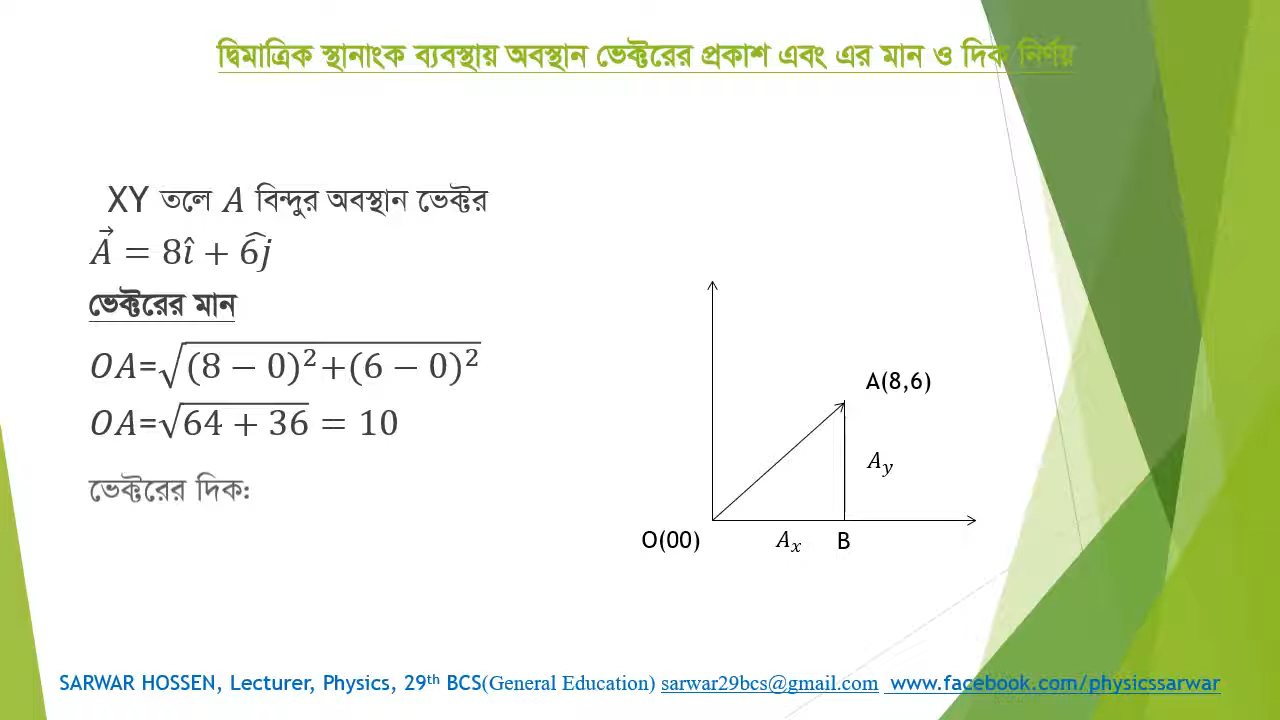 দ্বিমাত্রিক স্থানাংক ব্যবস্থায় অবস্থান ভেক্টরের প্রকাশ এবং এর মান ও দিক নির্ণয়
XY তলে A বিন্দুর অবস্থান ভেক্টর
A⃗ = 8î + 6ĵ
ভেক্টরের মান
OA=√(8 − 0)²+(6 − 0)²
OA=√64 + 36 = 10
ভেক্টরের দিক:
A(8,6)
A_y
O(00)
A_x
B
SARWAR HOSSEN, Lecturer, Physics, 29th BCS(General Education) sarwar29bcs@gmail.com www.facebook.com/physicssarwar